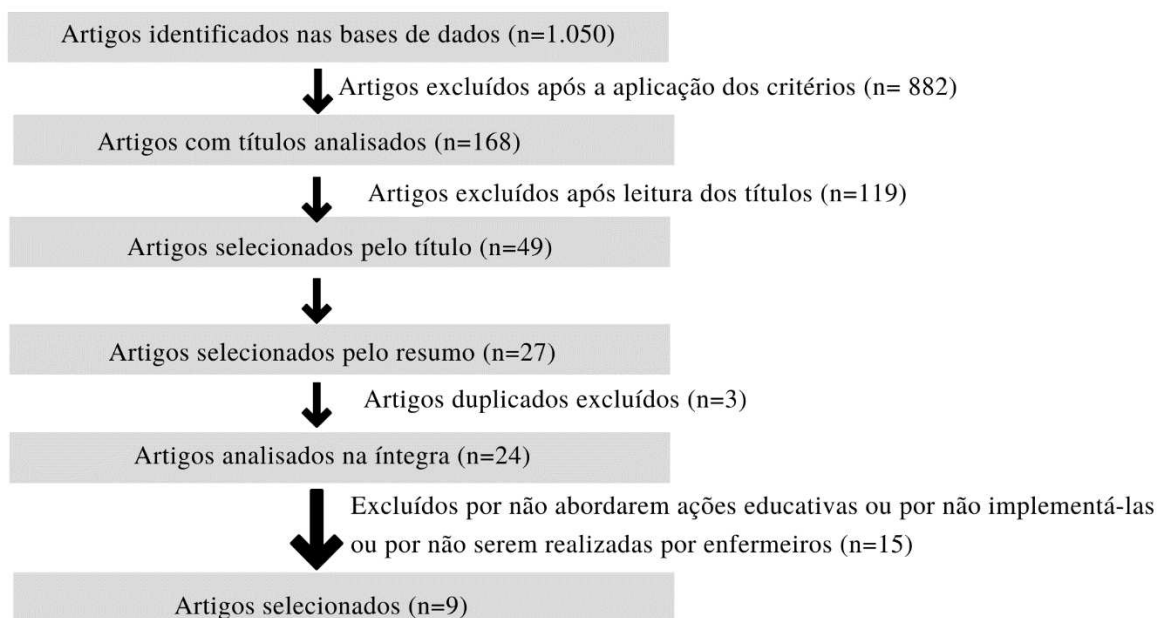 Artigos identificados nas bases de dados (n=1.050)
Artigos excluídos após a aplicação dos critérios (n= 882)
Artigos com títulos analisados (n=168)
Artigos excluídos após leitura dos títulos (n=119)
Artigos selecionados pelo título (n=49)
Artigos selecionados pelo resumo (n=27)
Artigos duplicados excluídos (n=3)
Artigos analisados na íntegra (n=24)
Excluídos por não abordarem ações educativas ou por não implementá-las
ou por não serem realizadas por enfermeiros (n=15)
Artigos selecionados (n=9)